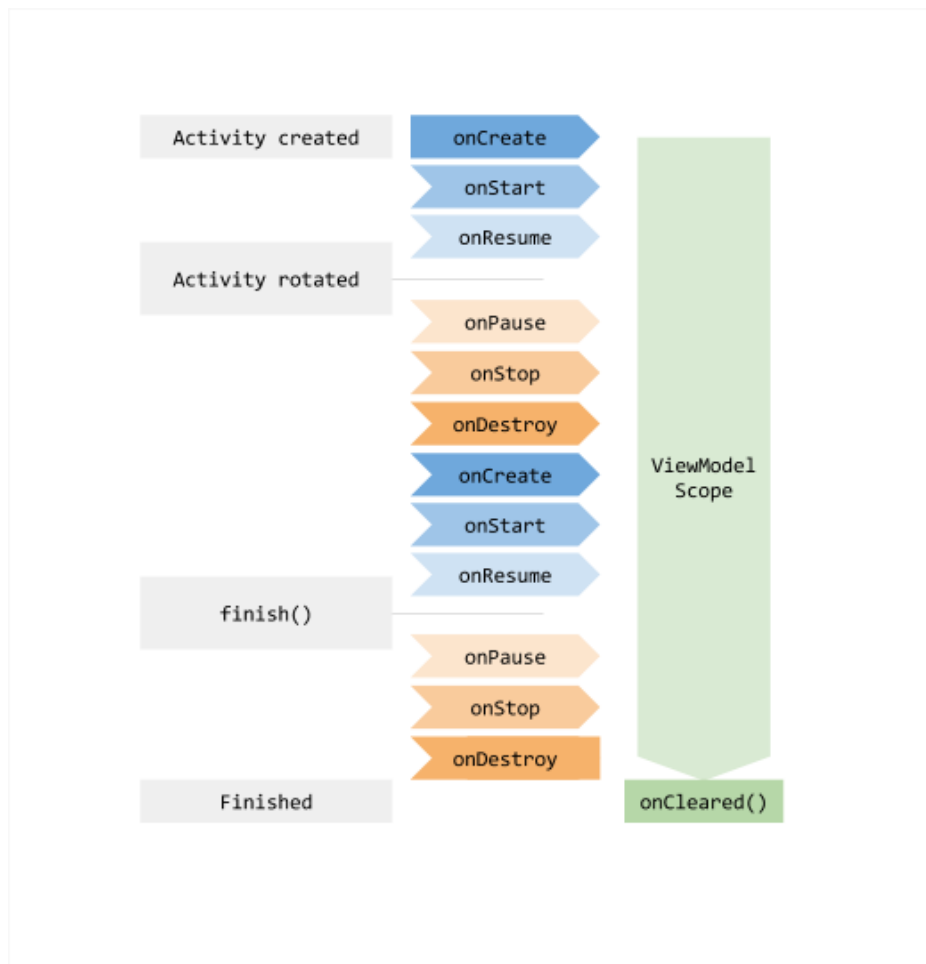 Activity created
onCreate
onStart
onResume
Activity rotated
onPause
onStop
onDestroy
onCreate
onStart
onResume
finish()
onPause
onStop
onDestroy
Finished
ViewModel
Scope
onCleared()